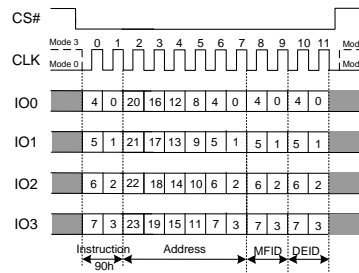 CS#
Mode 3 0 1 2 3 4 5 6 7 8 9 10 11 Mod
CLK
Mode 0 Mod
IO0 4 0 20 16 12 8 4 0 4 0 4 0
IO1 5 1 21 17 13 9 5 1 5 1 5 1
IO2 6 2 22 18 14 10 6 2 6 2 6 2
IO3 7 3 23 19 15 11 7 3 7 3 7 3
Instruction Address MFID DEID
90h